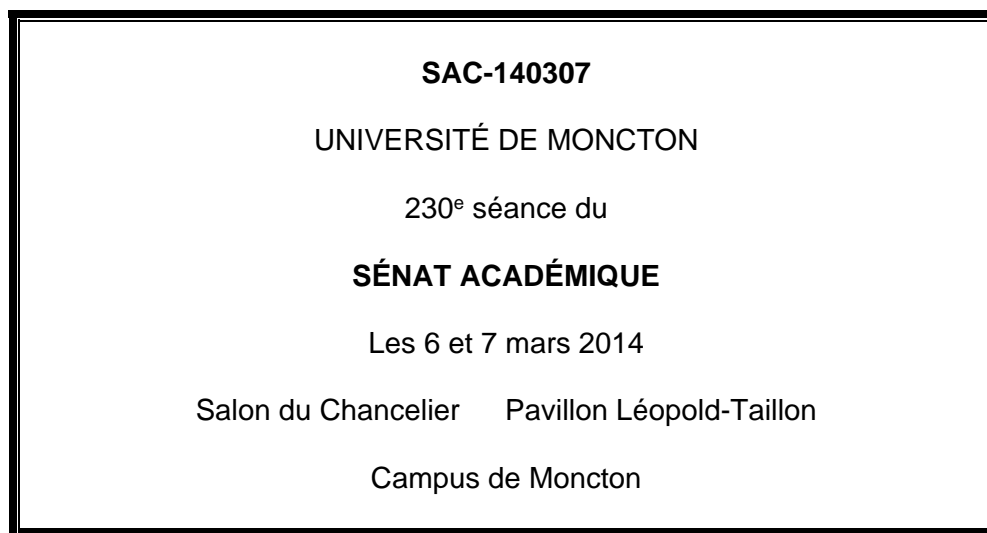 SAC-140307
UNIVERSITÉ DE MONCTON
230e séance du
SÉNAT ACADÉMIQUE
Les 6 et 7 mars 2014
Salon du Chancelier Pavillon Léopold-Taillon
Campus de Moncton